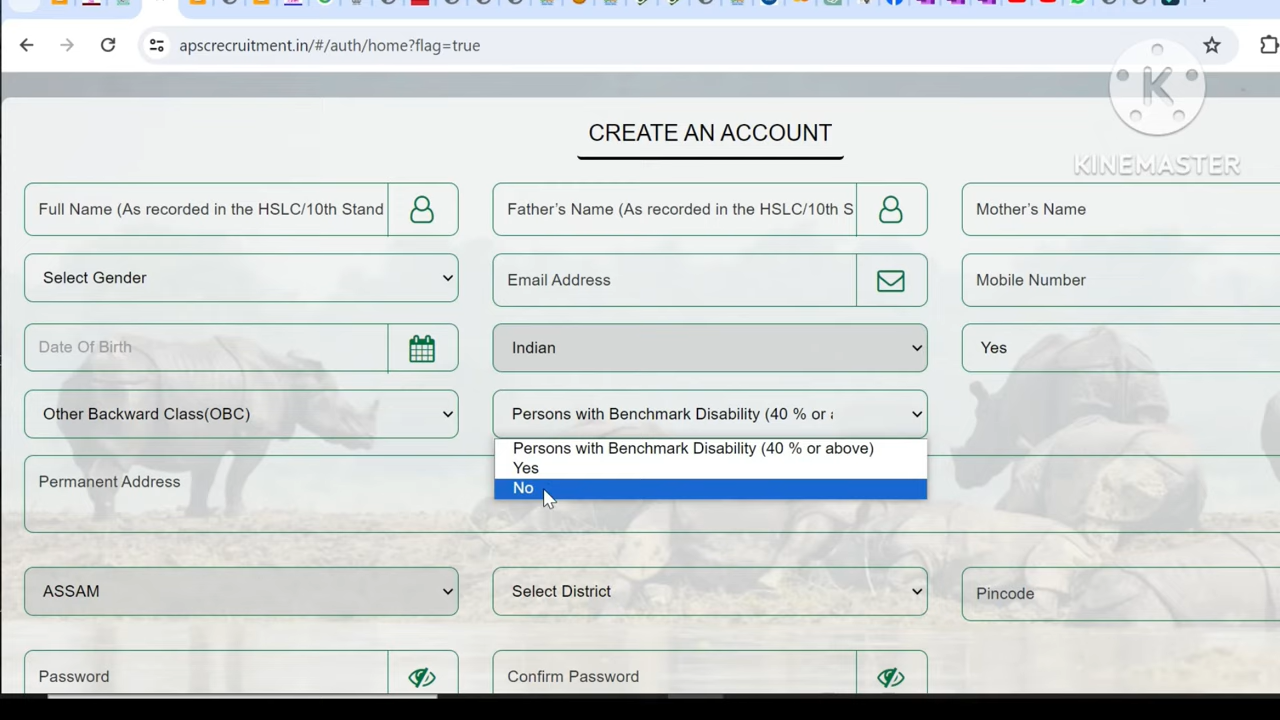 apscrecruitment.in/#/auth/home?flag=true
K
KINEMASTER
CREATE AN ACCOUNT
Full Name (As recorded in the HSLC/10th Stand
Father's Name (As recorded in the HSLC/10th S
Mother's Name
Select Gender
Email Address
Mobile Number
Date Of Birth
Indian
Yes
Other Backward Class(OBC)
Persons with Benchmark Disability (40 % or a
Persons with Benchmark Disability (40 % or above)
Yes
No
Permanent Address
ASSAM
Select District
Pincode
Password
Confirm Password